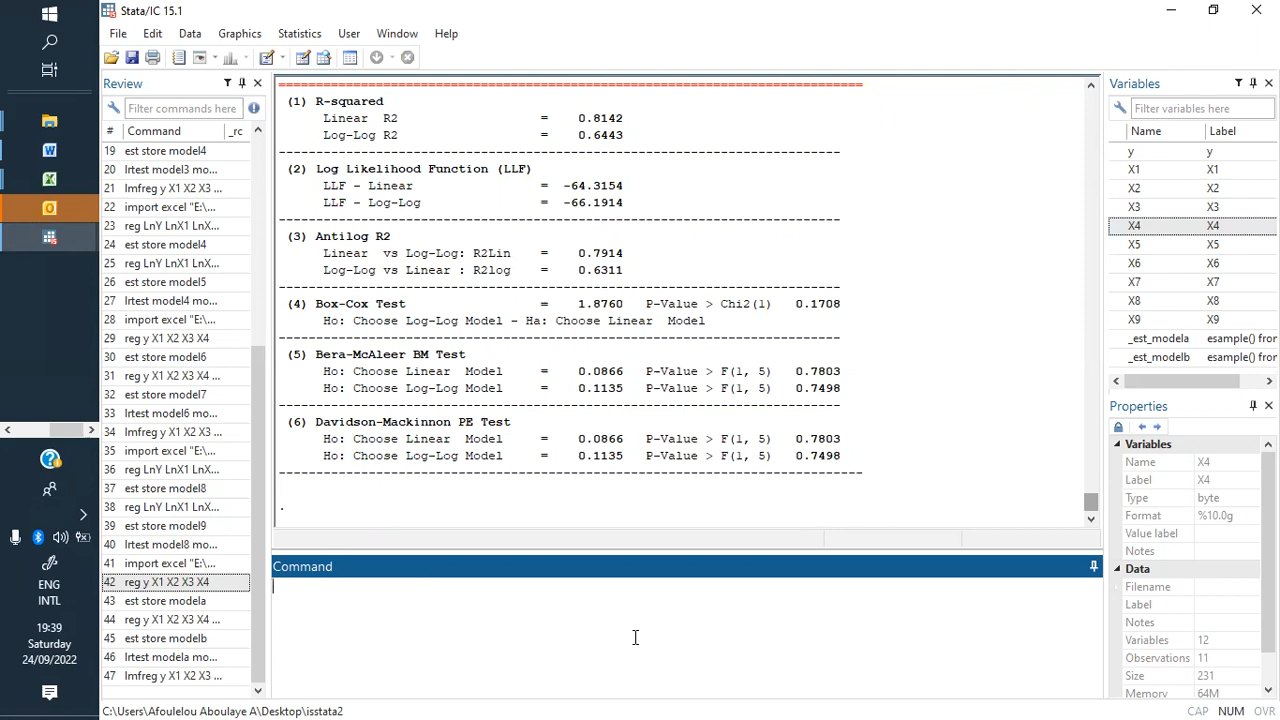 Stata/IC 15.1
File Edit Data Graphics Statistics User Window Help
Review
Filter commands here
# Command _rc
19 est store model4
20 lrtest model3 mo...
21 lmfreg y X1 X2 X3 ...
22 import excel "E:\...
23 reg LnY LnX1 LnX...
24 est store model4
25 reg LnY LnX1 LnX...
26 est store model5
27 lrtest model4 mo...
28 import excel "E:\...
29 reg y X1 X2 X3 X4
30 est store model6
31 reg y X1 X2 X3 X4...
32 est store model7
33 lrtest model6 mo...
34 lmfreg y X1 X2 X3 ...
35 import excel "E:\...
36 reg LnY LnX1 LnX...
37 est store model8
38 reg LnY LnX1 LnX...
39 est store model9
40 lrtest model8 mo...
41 import excel "E:\...
42 reg y X1 X2 X3 X4
43 est store modela
44 reg y X1 X2 X3 X4 ...
45 est store modelb
46 lrtest modela mo...
47 lmfreg y X1 X2 X3 ...
==============================================================================
(1) R-squared
Linear R2 = 0.8142
Log-Log R2 = 0.6443
---------------------------------------------------------------------------
(2) Log Likelihood Function (LLF)
LLF - Linear = -64.3154
LLF - Log-Log = -66.1914
---------------------------------------------------------------------------
(3) Antilog R2
Linear vs Log-Log: R2Lin = 0.7914
Log-Log vs Linear : R2log = 0.6311
---------------------------------------------------------------------------
(4) Box-Cox Test = 1.8760 P-Value > Chi2(1) 0.1708
Ho: Choose Log-Log Model - Ha: Choose Linear Model
---------------------------------------------------------------------------
(5) Bera-McAleer BM Test
Ho: Choose Linear Model = 0.0866 P-Value > F(1, 5) 0.7803
Ho: Choose Log-Log Model = 0.1135 P-Value > F(1, 5) 0.7498
---------------------------------------------------------------------------
(6) Davidson-Mackinnon PE Test
Ho: Choose Linear Model = 0.0866 P-Value > F(1, 5) 0.7803
Ho: Choose Log-Log Model = 0.1135 P-Value > F(1, 5) 0.7498
------------------------------------------------------------------------------
.
Command
Variables
Filter variables here
Name Label
y y
X1 X1
X2 X2
X3 X3
X4 X4
X5 X5
X6 X6
X7 X7
X8 X8
X9 X9
_est_modela esample() from
_est_modelb esample() from
Properties
Variables
Name X4
Label X4
Type byte
Format %10.0g
Value label
Notes
Data
Filename
Label
Notes
Variables 12
Observations 11
Size 231
Memory 64M
ENG
INTL
19:39
Saturday
24/09/2022
C:\Users\Afoulelou Aboulaye A\Desktop\isstata2
CAP NUM OVR